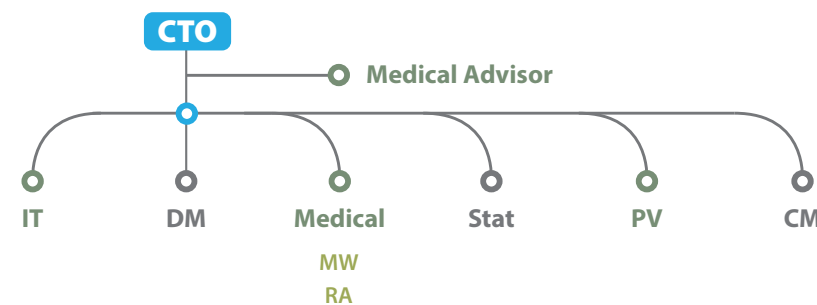 CTO
Medical Advisor
IT DM Medical Stat PV CM
MW
RA